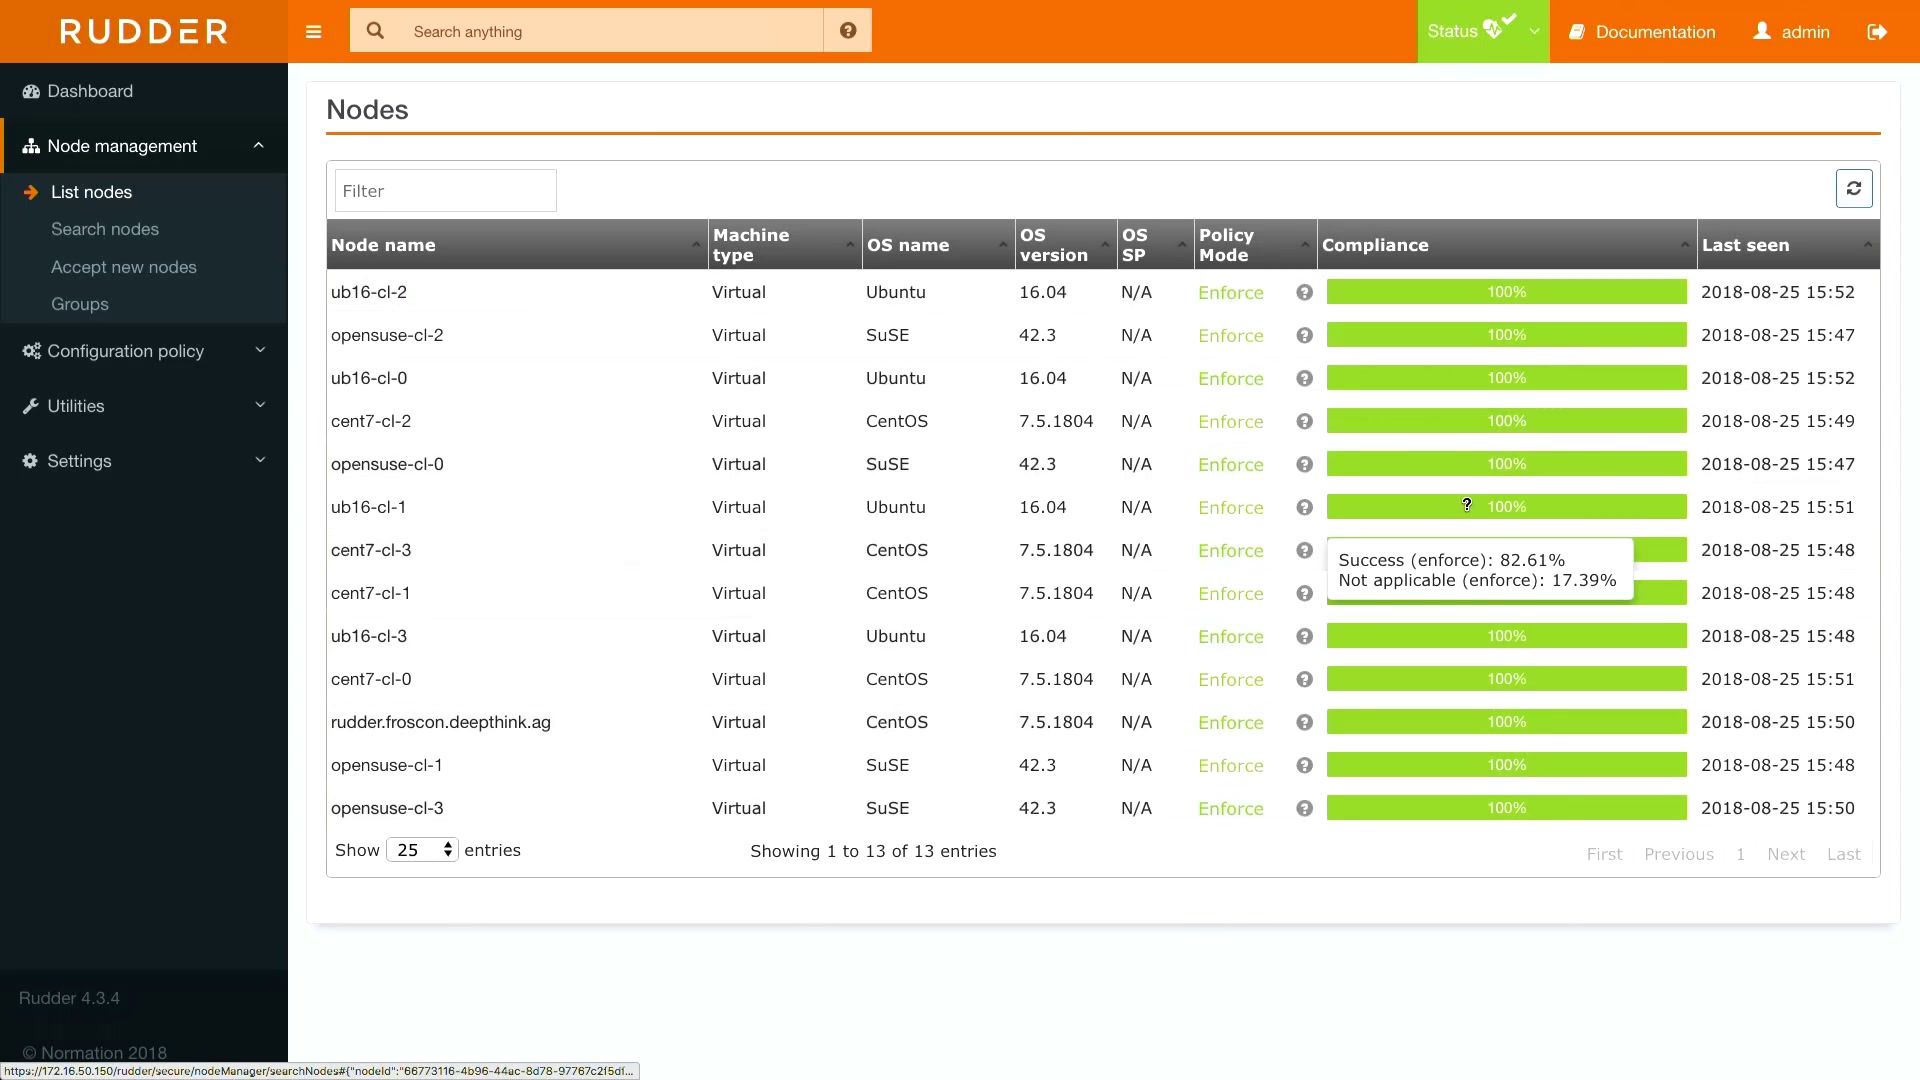 RUDDER
Search anything
Status
Documentation
admin
Dashboard
Node management
List nodes
Search nodes
Accept new nodes
Groups
Configuration policy
Utilities
Settings
Rudder 4.3.4
© Normation 2018
Nodes
Filter
Node name Machine type OS name OS version OS SP Policy Mode Compliance Last seen
ub16-cl-2 Virtual Ubuntu 16.04 N/A Enforce ? 100% 2018-08-25 15:52
opensuse-cl-2 Virtual SuSE 42.3 N/A Enforce ? 100% 2018-08-25 15:47
ub16-cl-0 Virtual Ubuntu 16.04 N/A Enforce ? 100% 2018-08-25 15:52
cent7-cl-2 Virtual CentOS 7.5.1804 N/A Enforce ? 100% 2018-08-25 15:49
opensuse-cl-0 Virtual SuSE 42.3 N/A Enforce ? 100% 2018-08-25 15:47
ub16-cl-1 Virtual Ubuntu 16.04 N/A Enforce ? 100% 2018-08-25 15:51
cent7-cl-3 Virtual CentOS 7.5.1804 N/A Enforce ? 2018-08-25 15:48
Success (enforce): 82.61%
Not applicable (enforce): 17.39%
cent7-cl-1 Virtual CentOS 7.5.1804 N/A Enforce ? 2018-08-25 15:48
ub16-cl-3 Virtual Ubuntu 16.04 N/A Enforce ? 100% 2018-08-25 15:48
cent7-cl-0 Virtual CentOS 7.5.1804 N/A Enforce ? 100% 2018-08-25 15:51
rudder.froscon.deepthink.ag Virtual CentOS 7.5.1804 N/A Enforce ? 100% 2018-08-25 15:50
opensuse-cl-1 Virtual SuSE 42.3 N/A Enforce ? 100% 2018-08-25 15:48
opensuse-cl-3 Virtual SuSE 42.3 N/A Enforce ? 100% 2018-08-25 15:50
Show 25 entries Showing 1 to 13 of 13 entries First Previous 1 Next Last
https://172.16.50.150/rudder/secure/nodeManager/searchNodes#{"nodeId":"66773116-4b96-44ac-8d78-97767c2f5df...